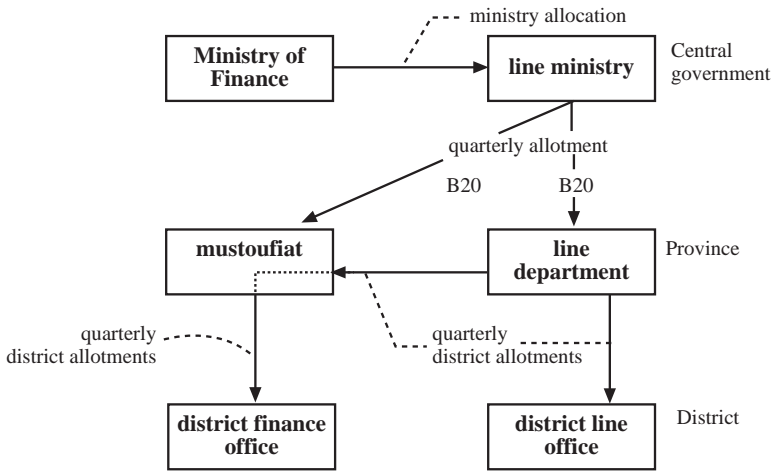 ministry allocation
Ministry of
Finance
line ministry
Central
government
quarterly allotment
B20
B20
mustoufiat
line
department
Province
quarterly
district allotments
quarterly
district allotments
district finance
office
district line
office
District